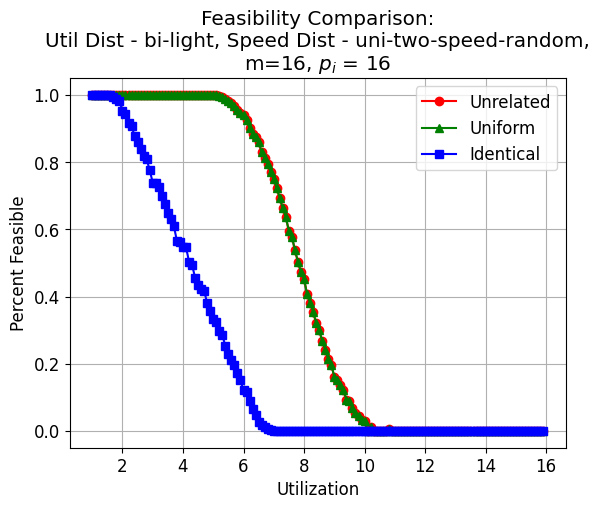 Feasibility Comparison:
Util Dist - bi-light, Speed Dist - uni-two-speed-random,
m=16, $p_i$ = 16
1.0
0.8
0.6
0.4
0.2
0.0
Percent Feasible
Unrelated
Uniform
Identical
2 4 6 8 10 12 14 16
Utilization